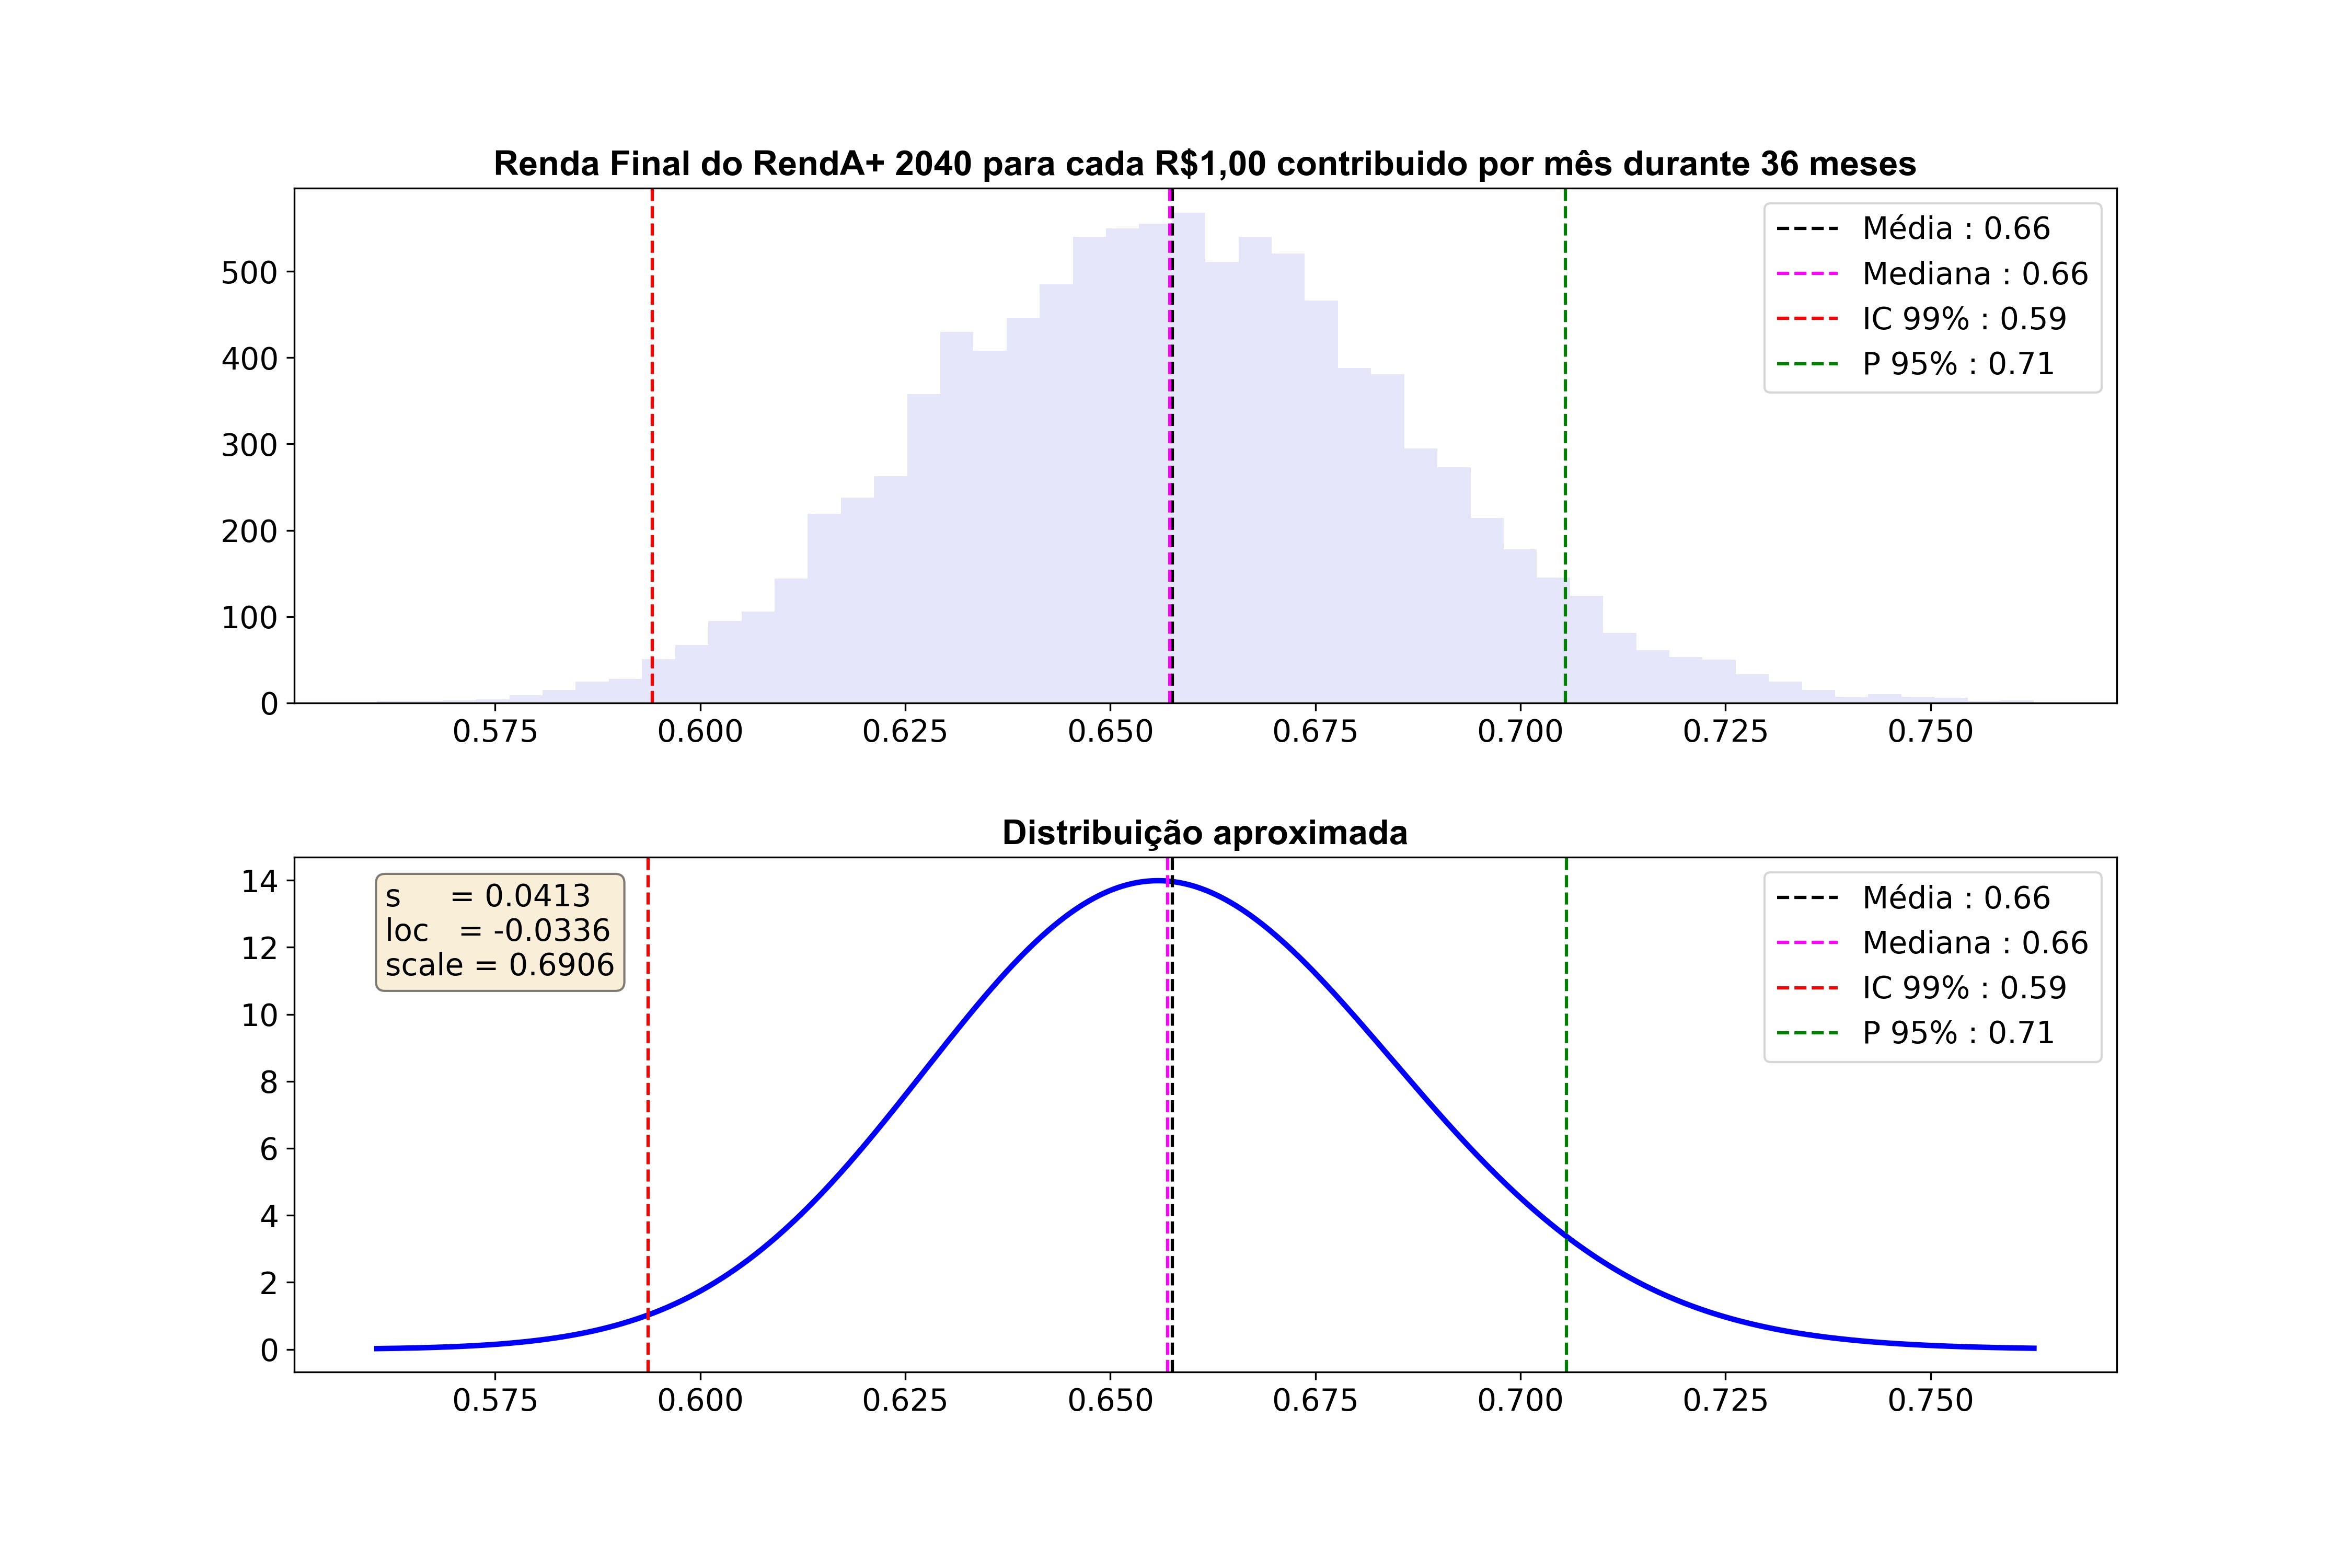 Renda Final do RendA+ 2040 para cada R$1,00 contribuido por mês durante 36 meses
500
400
300
200
100
0
Média : 0.66
Mediana : 0.66
IC 99% : 0.59
P 95% : 0.71
0.575 0.600 0.625 0.650 0.675 0.700 0.725 0.750
Distribuição aproximada
14
12
10
8
6
4
2
0
s = 0.0413
loc = -0.0336
scale = 0.6906
Média : 0.66
Mediana : 0.66
IC 99% : 0.59
P 95% : 0.71
0.575 0.600 0.625 0.650 0.675 0.700 0.725 0.750